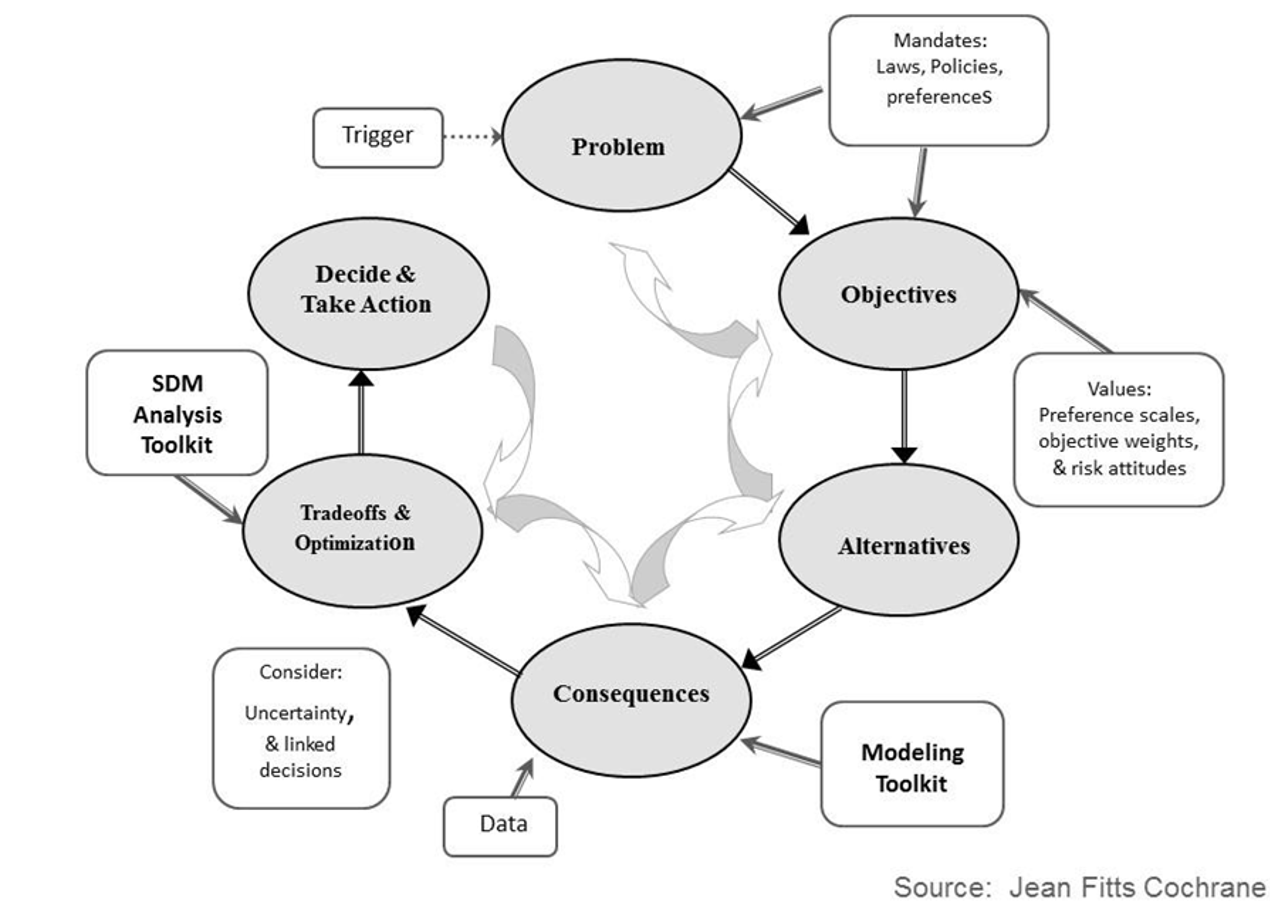 Mandates:
Laws, Policies,
preferences
Trigger
Problem
Decide &
Take Action
Objectives
SDM
Analysis
Toolkit
Values:
Preference scales,
objective weights,
& risk attitudes
Tradeoffs &
Optimization
Alternatives
Consider:
Uncertainty,
& linked
decisions
Consequences
Modeling
Toolkit
Data
Source: Jean Fitts Cochrane